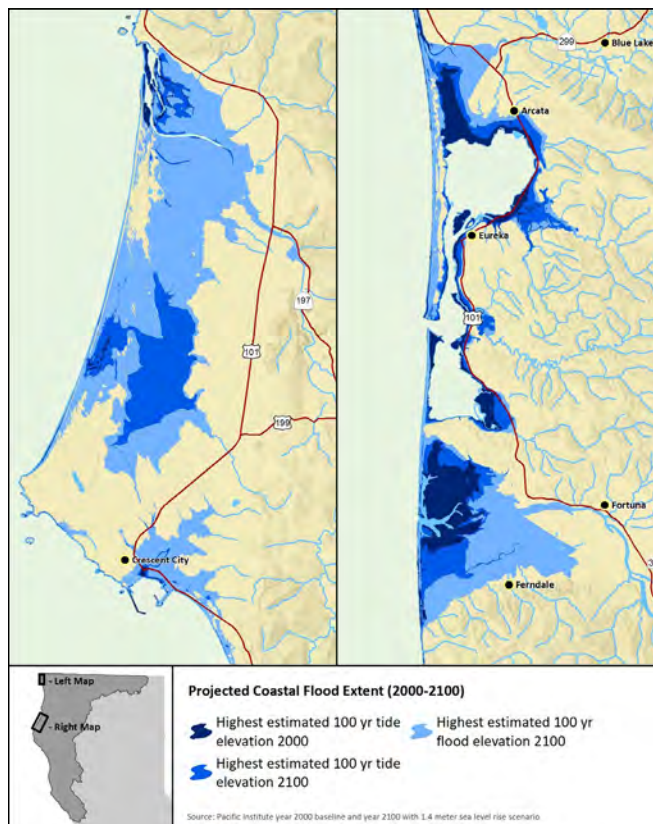 197
101
199
Crescent City
299
Blue Lake
Arcata
Eureka
101
Fortuna
3
Ferndale
- Left Map
- Right Map
Projected Coastal Flood Extent (2000-2100)
Highest estimated 100 yr tide
elevation 2000
Highest estimated 100 yr tide
elevation 2100
Highest estimated 100 yr
flood elevation 2100
Source: Pacific Institute year 2000 baseline and year 2100 with 1.4 meter sea level rise scenario.